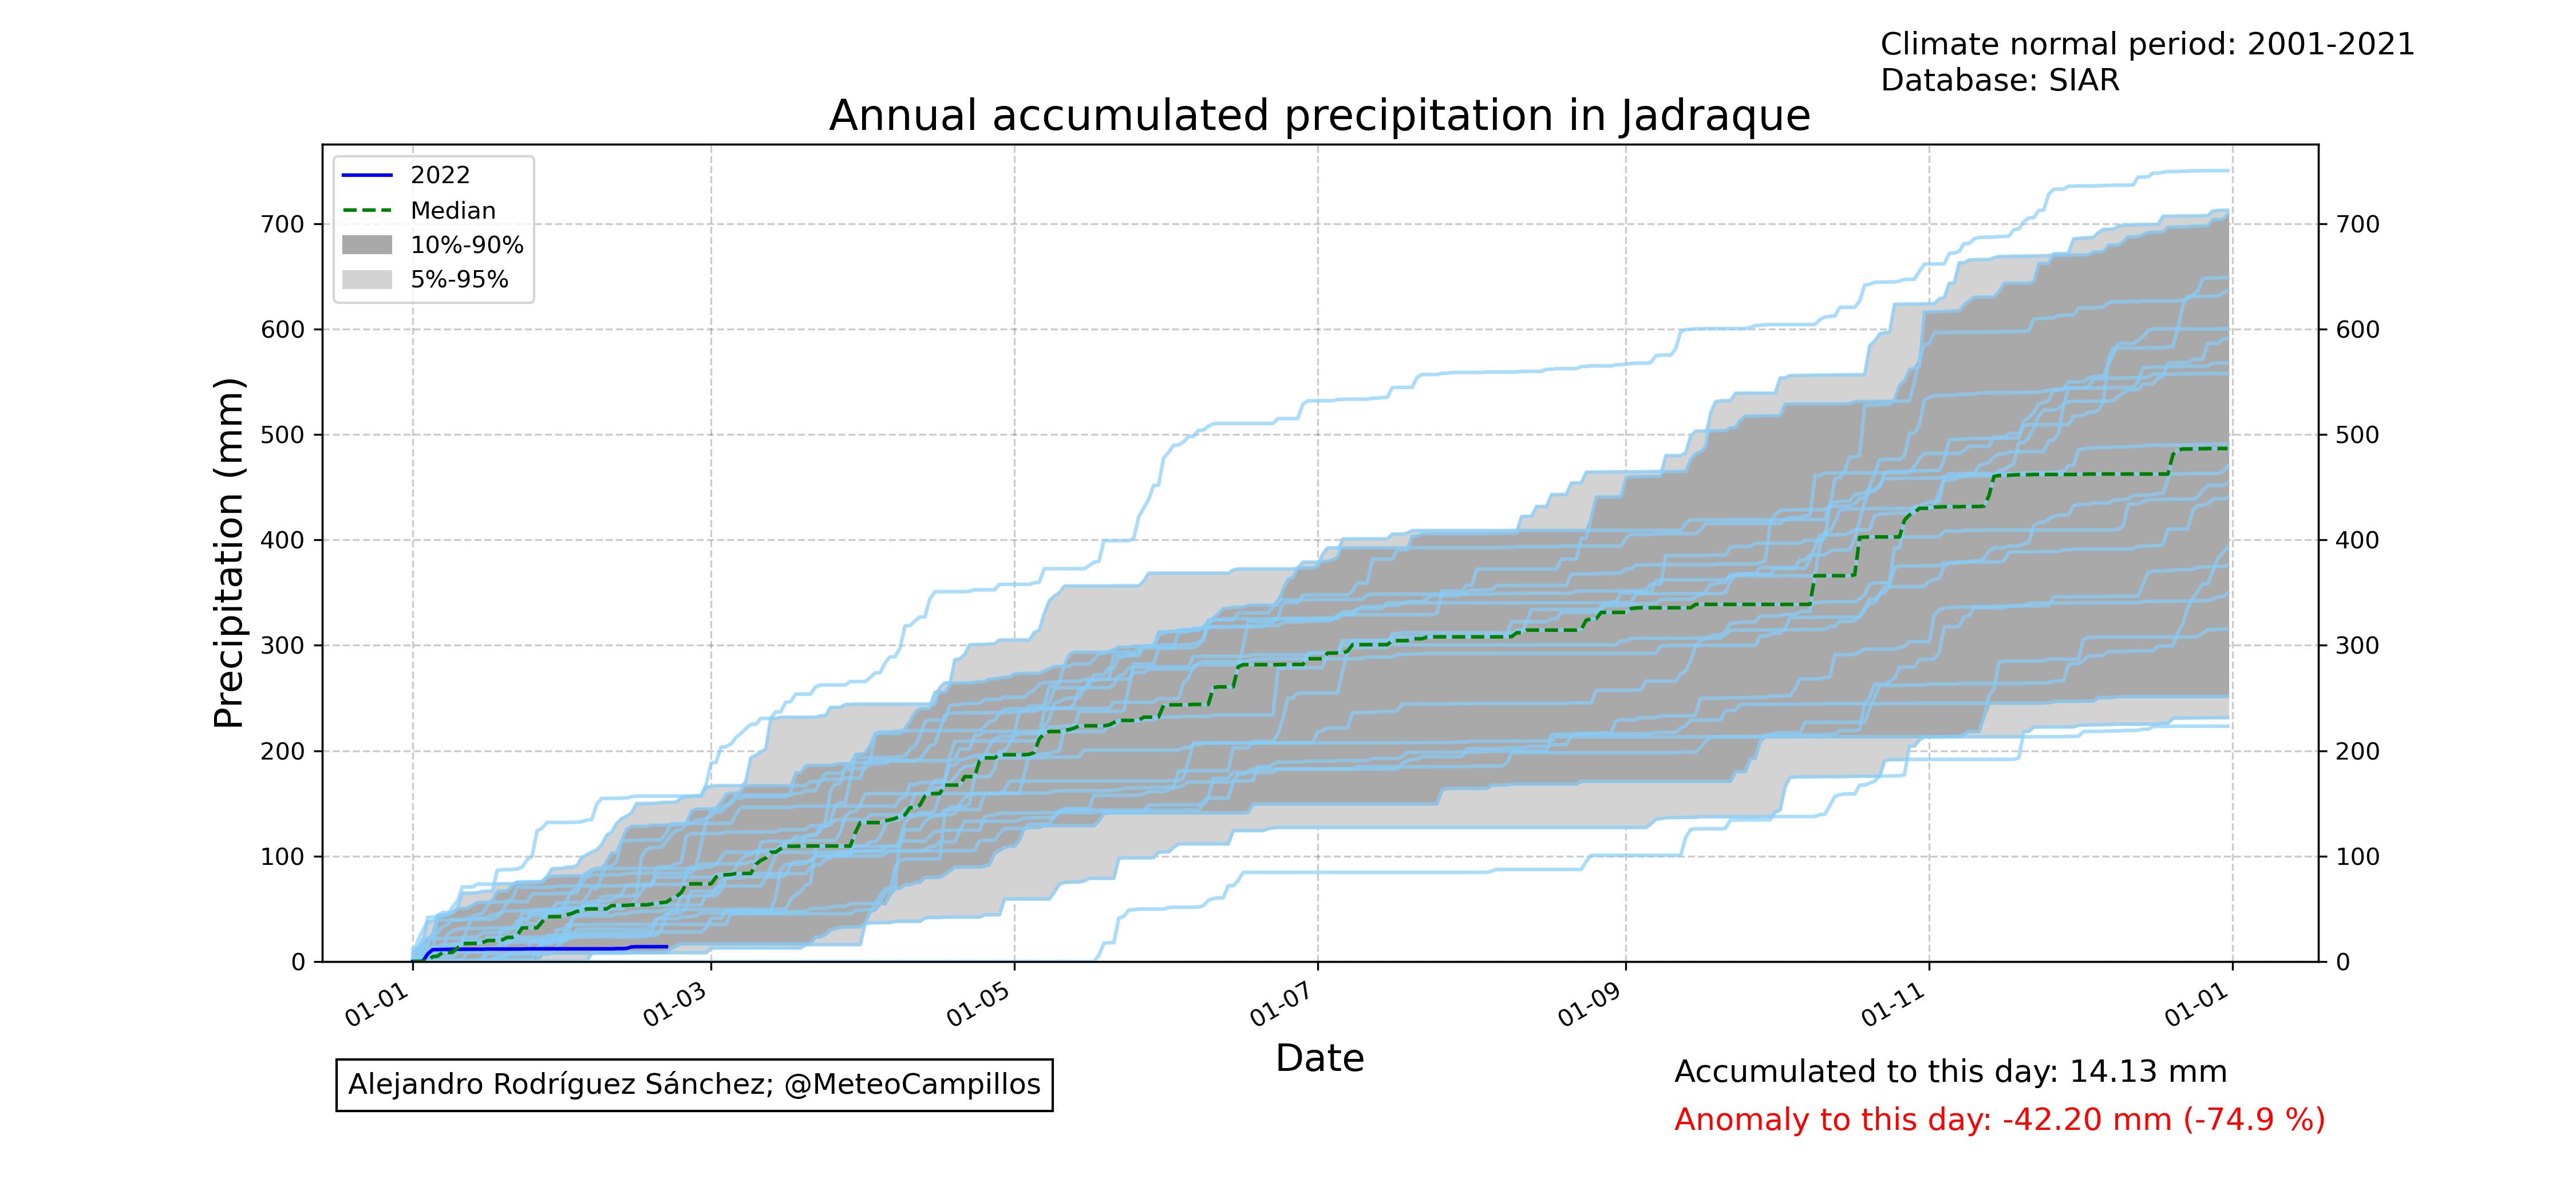 Climate normal period: 2001-2021
Database: SIAR
Annual accumulated precipitation in Jadraque
2022
Median
10%-90%
5%-95%
Precipitation (mm)
700
600
500
400
300
200
100
0
700
600
500
400
300
200
100
0
01-01
01-03
01-05
01-07
01-09
01-11
01-01
Date
Alejandro Rodríguez Sánchez; @MeteoCampillos
Accumulated to this day: 14.13 mm
Anomaly to this day: -42.20 mm (-74.9 %)